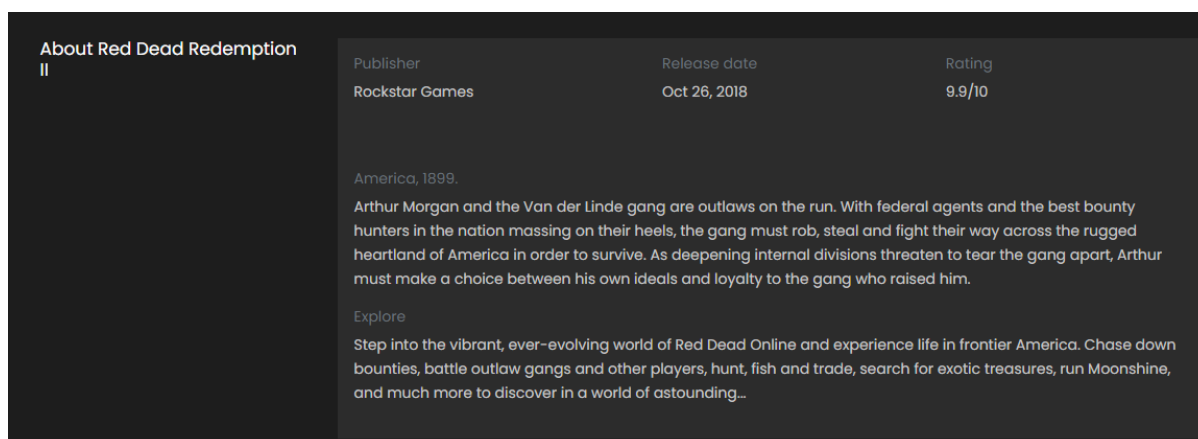 About Red Dead Redemption
II
Publisher
Release date
Rating
Rockstar Games
Oct 26, 2018
9.9/10
America, 1899.
Arthur Morgan and the Van der Linde gang are outlaws on the run. With federal agents and the best bounty
hunters in the nation massing on their heels, the gang must rob, steal and fight their way across the rugged
heartland of America in order to survive. As deepening internal divisions threaten to tear the gang apart, Arthur
must make a choice between his own ideals and loyalty to the gang who raised him.
Explore
Step into the vibrant, ever-evolving world of Red Dead Online and experience life in frontier America. Chase down
bounties, battle outlaw gangs and other players, hunt, fish and trade, search for exotic treasures, run Moonshine,
and much more to discover in a world of astounding...